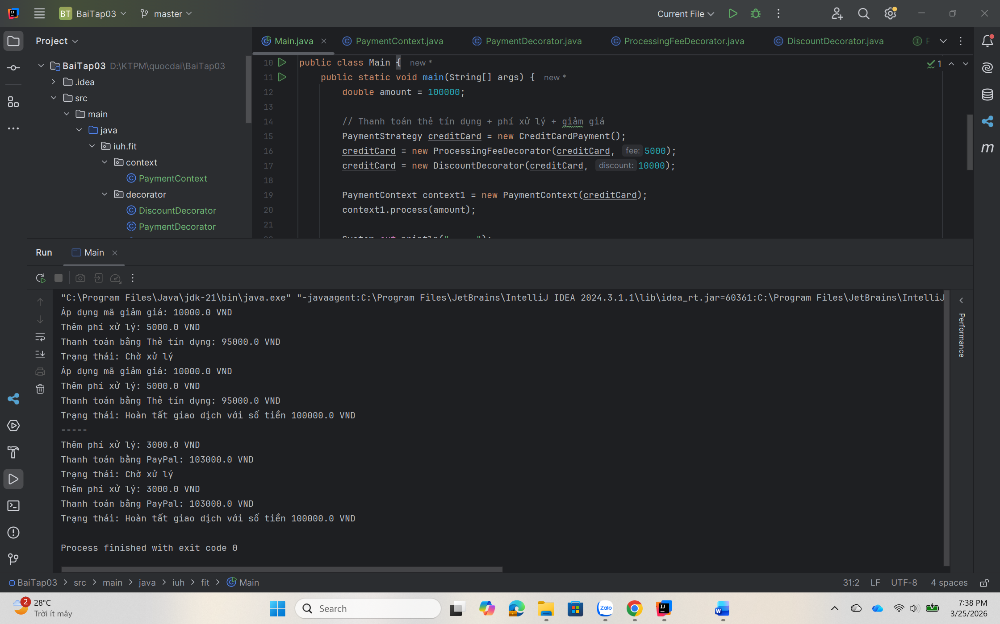 BT BaiTap03 master Current File
Project
Main.java PaymentContext.java PaymentDecorator.java ProcessingFeeDecorator.java DiscountDecorator.java
BaiTap03 D:\KTPM\quocdai\BaiTap03
.idea
src
main
java
iuh.fit
context
PaymentContext
decorator
DiscountDecorator
PaymentDecorator
1
10 public class Main { new *
11 public static void main(String[] args) { new *
12 double amount = 100000;
13
14 // Thanh toán thẻ tín dụng + phí xử lý + giảm giá
15 PaymentStrategy creditCard = new CreditCardPayment();
16 creditCard = new ProcessingFeeDecorator(creditCard, fee: 5000);
17 creditCard = new DiscountDecorator(creditCard, discount: 10000);
18
19 PaymentContext context1 = new PaymentContext(creditCard);
20 context1.process(amount);
21
Run Main
"C:\Program Files\Java\jdk-21\bin\java.exe" "-javaagent:C:\Program Files\JetBrains\IntelliJ IDEA 2024.3.1.1\lib\idea_rt.jar=60361:C:\Program Files\JetBrains\IntelliJ
Áp dụng mã giảm giá: 10000.0 VND
Thêm phí xử lý: 5000.0 VND
Thanh toán bằng Thẻ tín dụng: 95000.0 VND
Trạng thái: Chờ xử lý
Áp dụng mã giảm giá: 10000.0 VND
Thêm phí xử lý: 5000.0 VND
Thanh toán bằng Thẻ tín dụng: 95000.0 VND
Trạng thái: Hoàn tất giao dịch với số tiền 100000.0 VND
-----
Thêm phí xử lý: 3000.0 VND
Thanh toán bằng PayPal: 103000.0 VND
Trạng thái: Chờ xử lý
Thêm phí xử lý: 3000.0 VND
Thanh toán bằng PayPal: 103000.0 VND
Trạng thái: Hoàn tất giao dịch với số tiền 100000.0 VND
Process finished with exit code 0
Performance
BaiTap03 > src > main > java > iuh > fit > Main 31:2 LF UTF-8 4 spaces
2 28°C
Trời ít mây
Search
Zalo
7:38 PM
3/25/2026